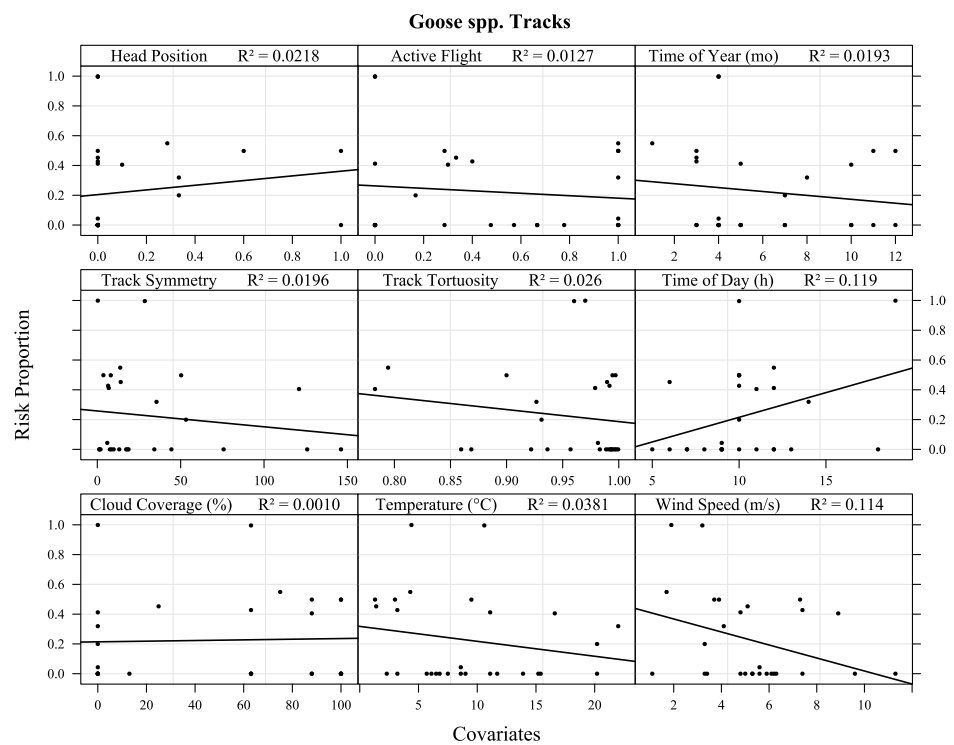 Goose spp. Tracks
Head Position R² = 0.0218
Active Flight R² = 0.0127
Time of Year (mo) R² = 0.0193
1.0
0.8
0.6
0.4
0.2
0.0
0.0 0.2 0.4 0.6 0.8 1.0
0.0 0.2 0.4 0.6 0.8 1.0
2 4 6 8 10 12
Track Symmetry R² = 0.0196
Track Tortuosity R² = 0.026
Time of Day (h) R² = 0.119
1.0
0.8
0.6
0.4
0.2
0.0
0 50 100 150
0.80 0.85 0.90 0.95 1.00
5 10 15
Cloud Coverage (%) R² = 0.0010
Temperature (°C) R² = 0.0381
Wind Speed (m/s) R² = 0.114
1.0
0.8
0.6
0.4
0.2
0.0
0 20 40 60 80 100
5 10 15 20
2 4 6 8 10
Risk Proportion
Covariates